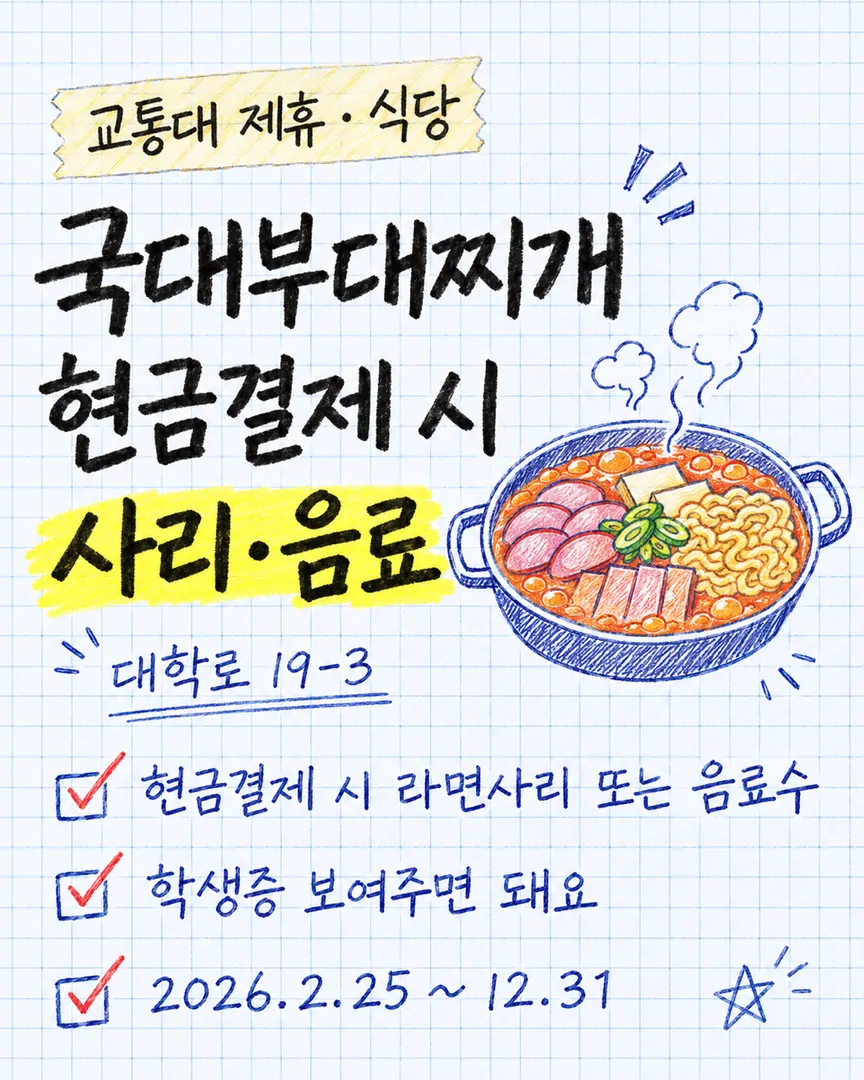 교통대 제휴 · 식당
국대부대찌개
현금결제 시
사리·음료
대학로 19-3
현금결제 시 라면사리 또는 음료수
학생증 보여주면 돼요
2026.2.25 ~ 12.31